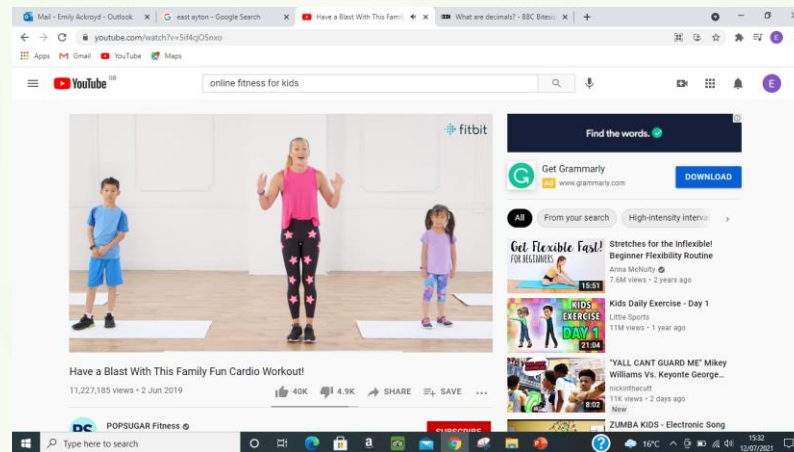 Mail - Emily Ackroyd - Outlook
east ayton - Google Search
Have a Blast With This Family
What are decimals? - BBC Bitesiz
youtube.com/watch?v=5if4cjO5nxo
Apps
Gmail
YouTube
Maps
YouTube GB
online fitness for kids
E
fitbit
Find the words.
Get Grammarly
Ad www.grammarly.com
DOWNLOAD
All
From your search
High-intensity interva
Get Flexible Fast!
FOR BEGINNERS
15:51
Stretches for the Inflexible!
Beginner Flexibility Routine
Anna McNulty
7.6M views • 2 years ago
KIDS
EXERCISE
DAY 1
21:04
Kids Daily Exercise - Day 1
Little Sports
11M views • 1 year ago
8:02
"YALL CANT GUARD ME" Mikey
Williams Vs. Keyonte George...
nickinthecutt
11K views • 2 days ago
New
ZUMBA KIDS - Electronic Song
Have a Blast With This Family Fun Cardio Workout!
11,227,185 views • 2 Jun 2019
40K
4.9K
SHARE
SAVE
PS
POPSUGAR Fitness
SUBSCRIBE
Type here to search
16°C
15:32
12/07/2021